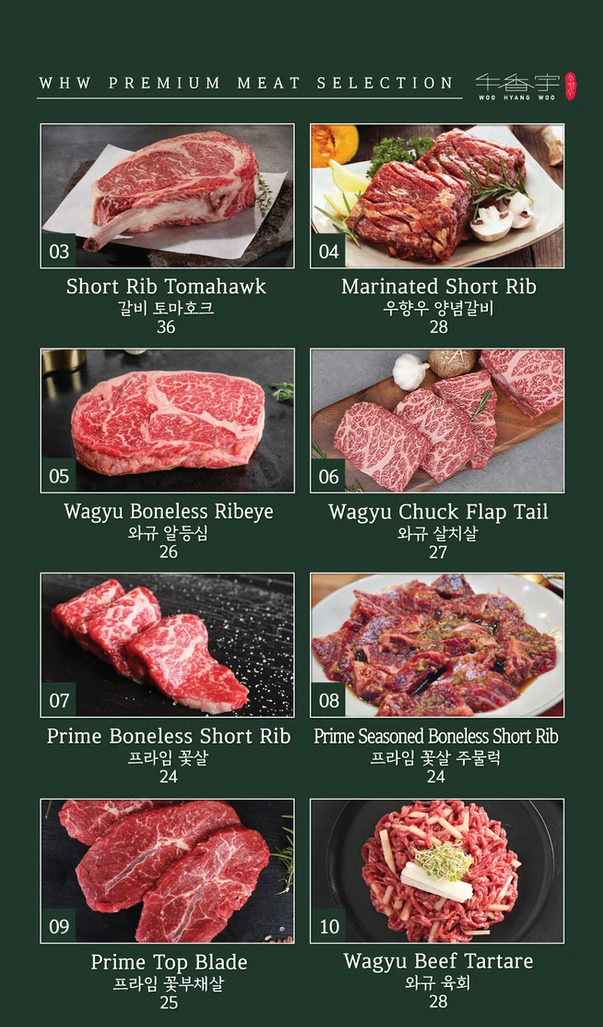 WHW PREMIUM MEAT SELECTION
牛香宇
WOO HYANG WOO
03
Short Rib Tomahawk
갈비 토마호크
36
04
Marinated Short Rib
우향우 양념갈비
28
05
Wagyu Boneless Ribeye
와규 알등심
26
06
Wagyu Chuck Flap Tail
와규 살치살
27
07
Prime Boneless Short Rib
프라임 꽃살
24
08
Prime Seasoned Boneless Short Rib
프라임 꽃살 주물럭
24
09
Prime Top Blade
프라임 꽃부채살
25
10
Wagyu Beef Tartare
와규 육회
28